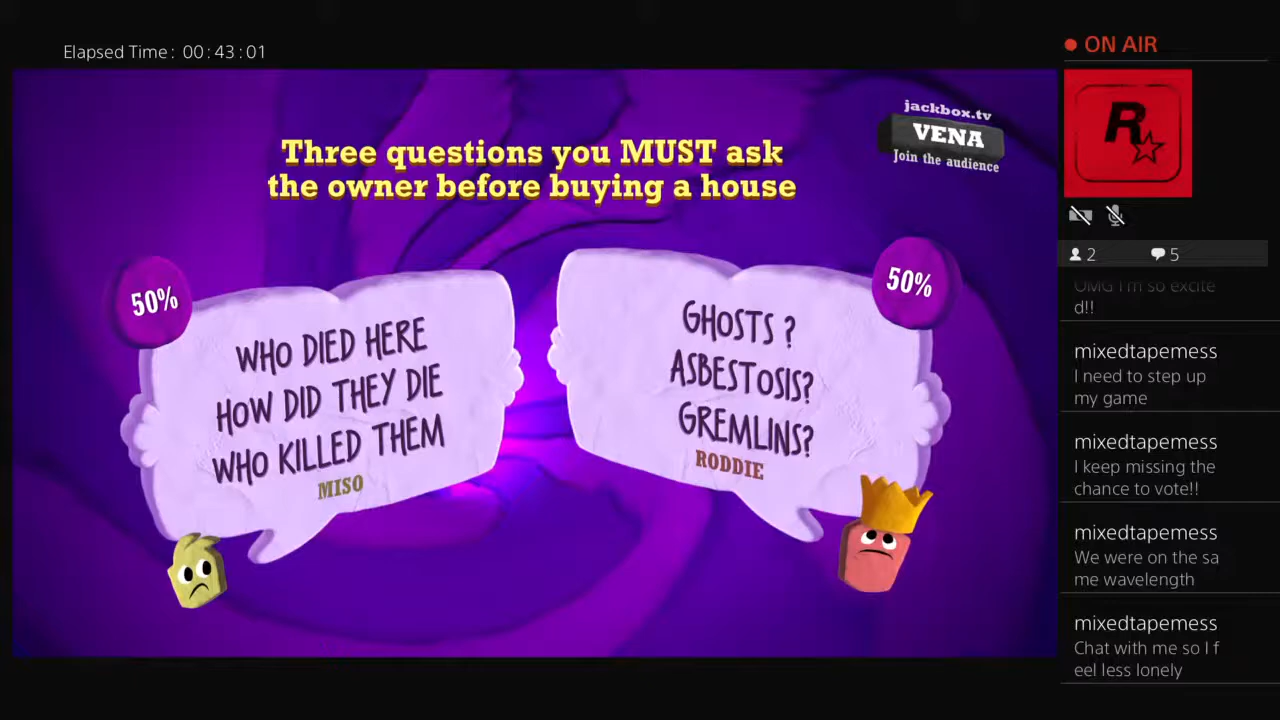 Elapsed Time: 00:43:01
ON AIR
jackbox.tv
VENA
Join the audience
Three questions you MUST ask
the owner before buying a house
50%
WHO DIED HERE
HOW DID THEY DIE
WHO KILLED THEM
MISO
50%
GHOSTS ?
ASBESTOSIS?
GREMLINS?
RODDIE
R
2
5
OMG I'm so excite
d!!
mixedtapemess
I need to step up
my game
mixedtapemess
I keep missing the
chance to vote!!
mixedtapemess
We were on the sa
me wavelength
mixedtapemess
Chat with me so I f
eel less lonely